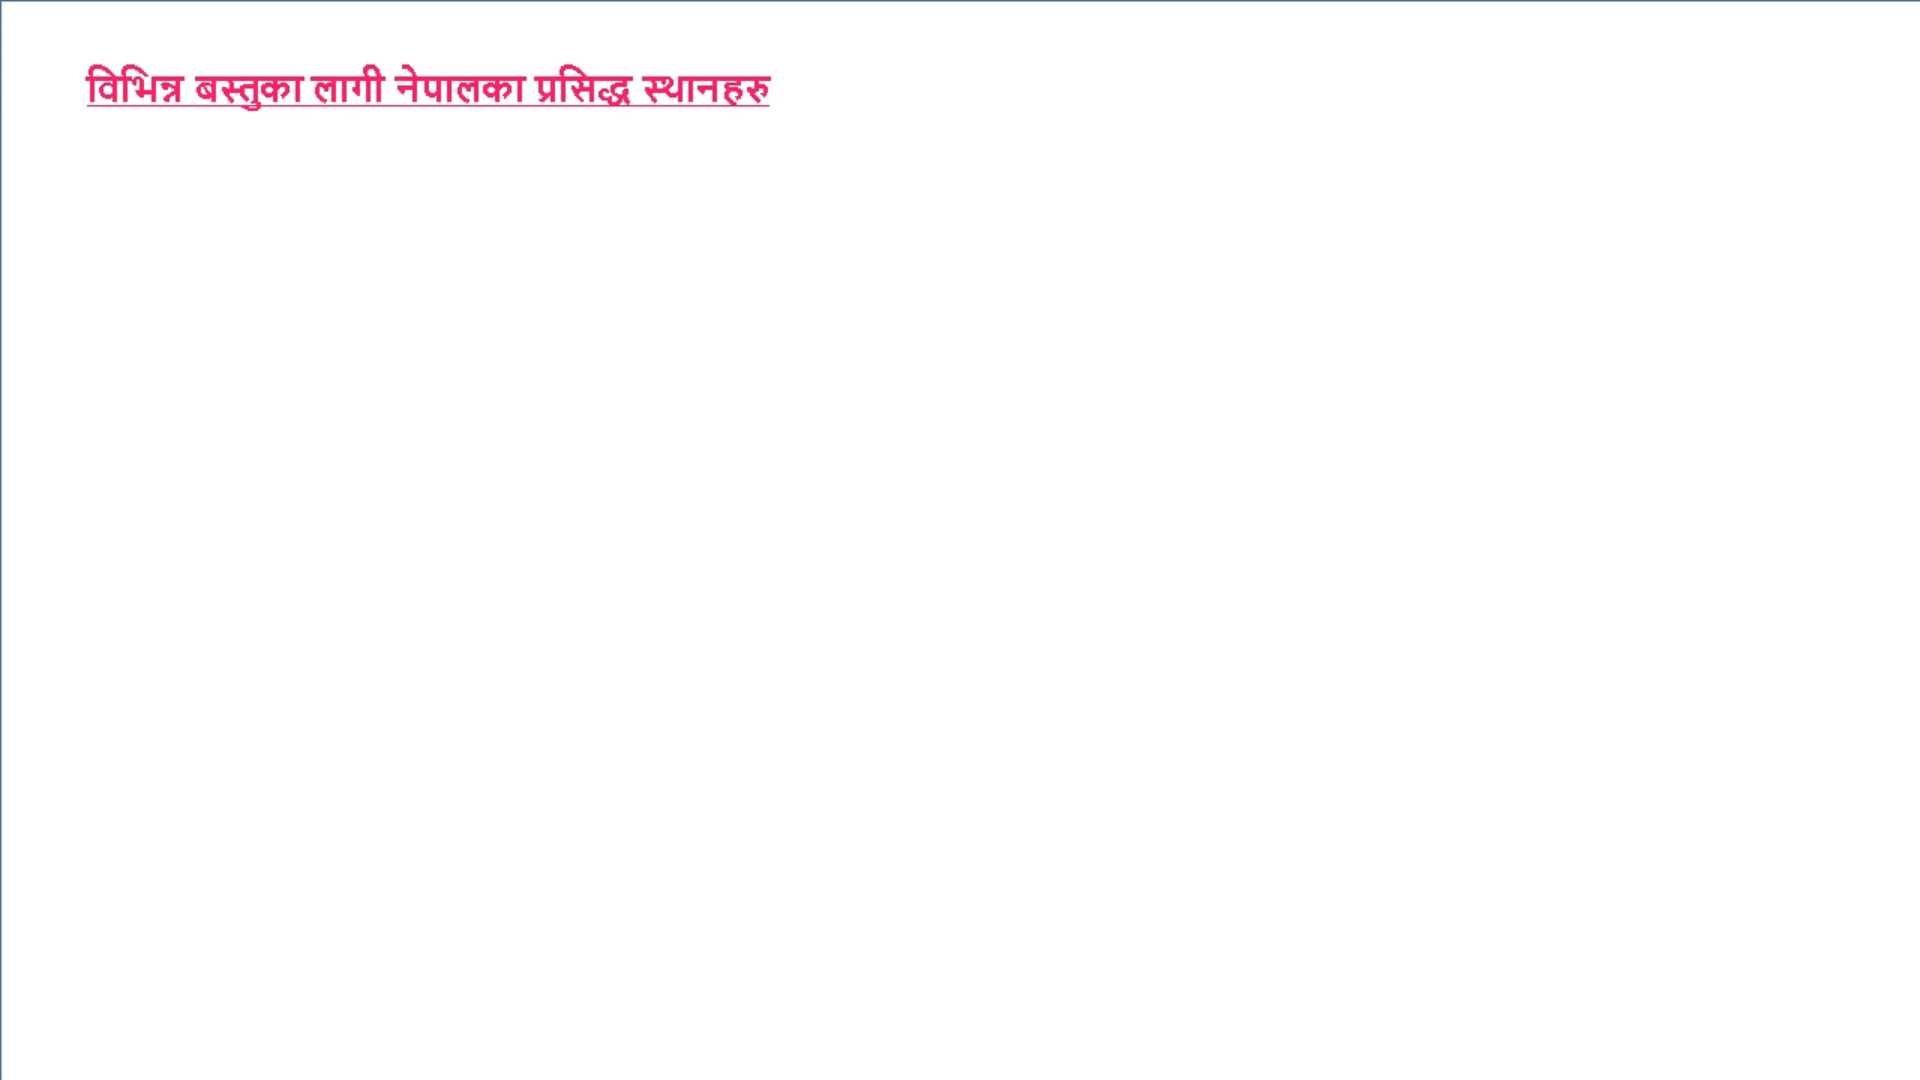 विभिन्न बस्तुका लागी नेपालका प्रसिद्ध स्थानहरु